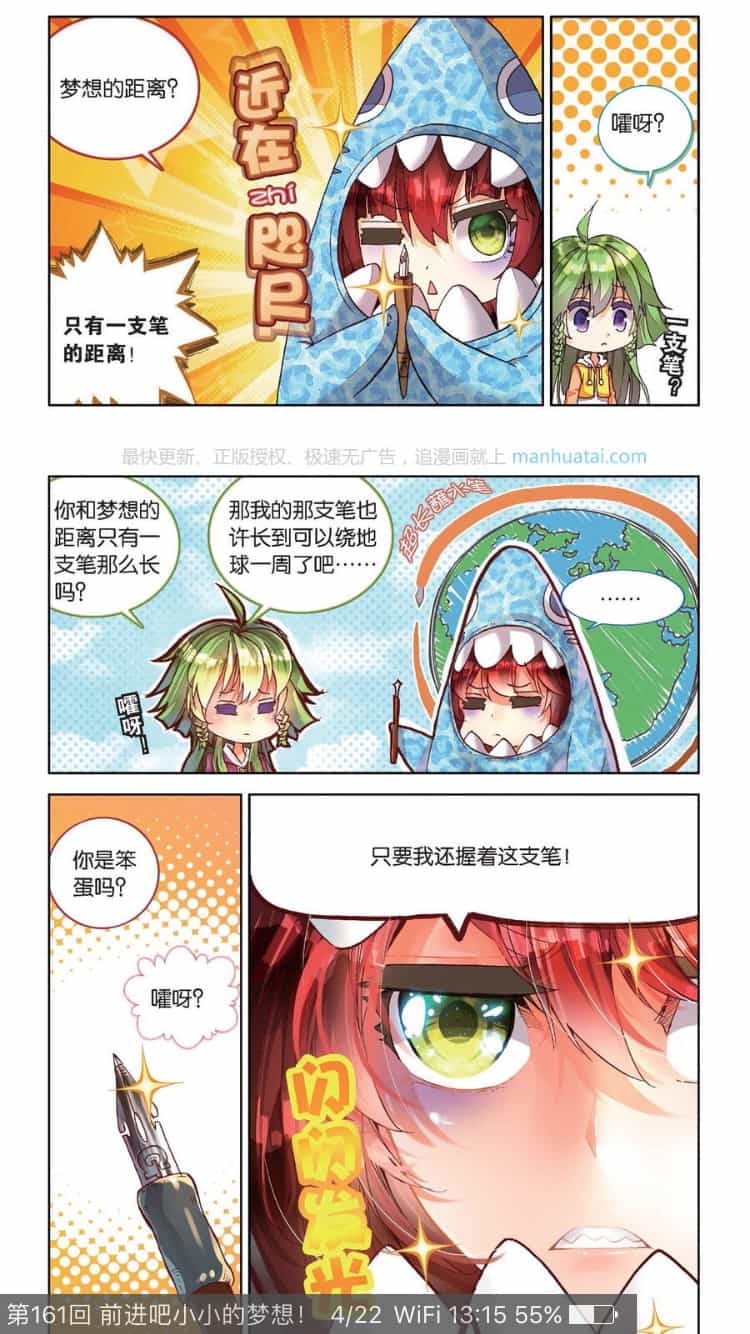 梦想的距离？
近在
zhǐ
咫尺
只有一支笔
的距离！
嚯呀？
一支笔？
最快更新、正版授权、极速无广告，追漫画就上 manhuatai.com
你和梦想的
距离只有一
支笔那么长
吗？
那我的那支笔也
许长到可以绕地
球一周了吧……
嚯呀！
超长蘸水笔
……
你是笨
蛋吗？
嚯呀？
只要我还握着这支笔！
闪闪发光
第161回 前进吧小小的梦想！ 4/22 WiFi 13:15 55%